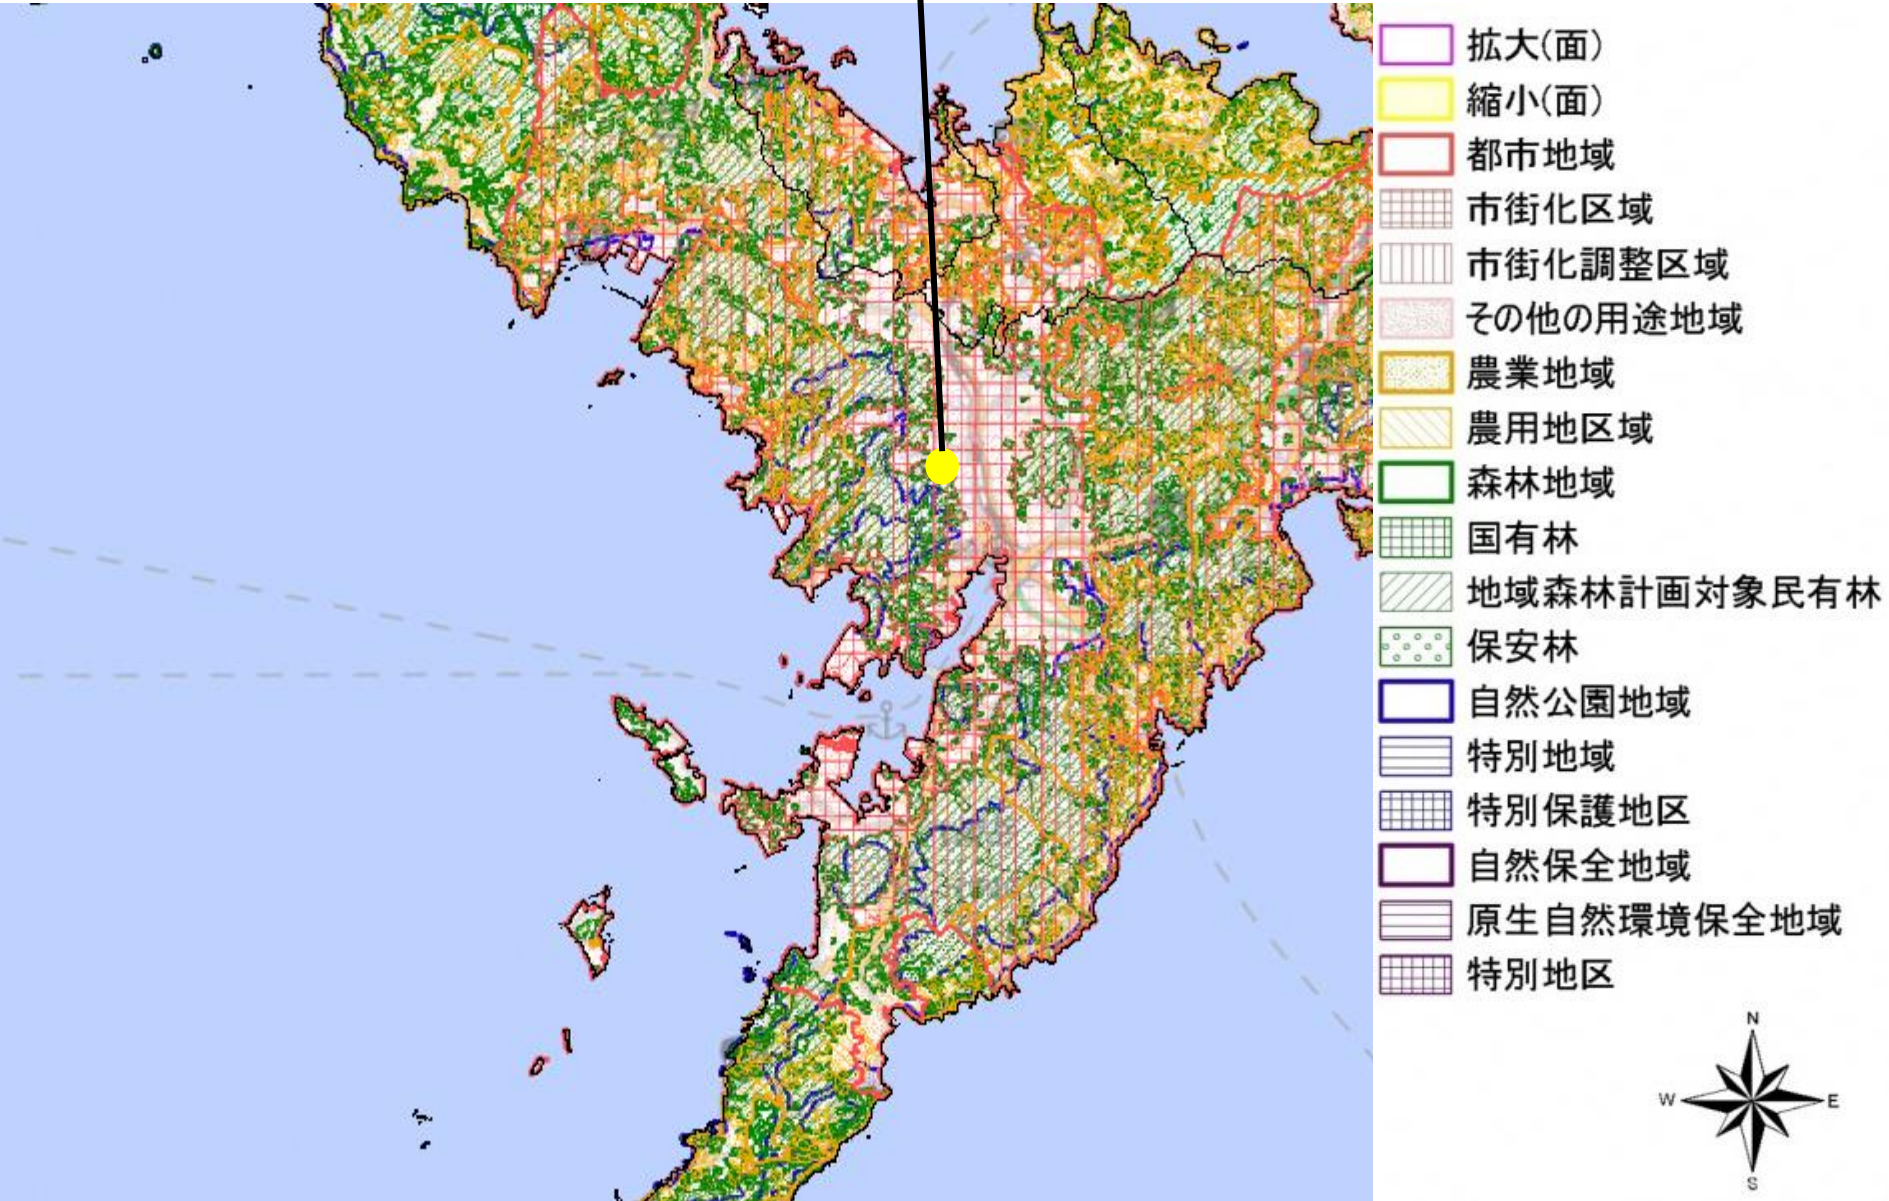 拡大(面)
縮小(面)
都市地域
市街化区域
市街化調整区域
その他の用途地域
農業地域
農用地区域
森林地域
国有林
地域森林計画対象民有林
保安林
自然公園地域
特別地域
特別保護地区
自然保全地域
原生自然環境保全地域
特別地区
N
W
E
S